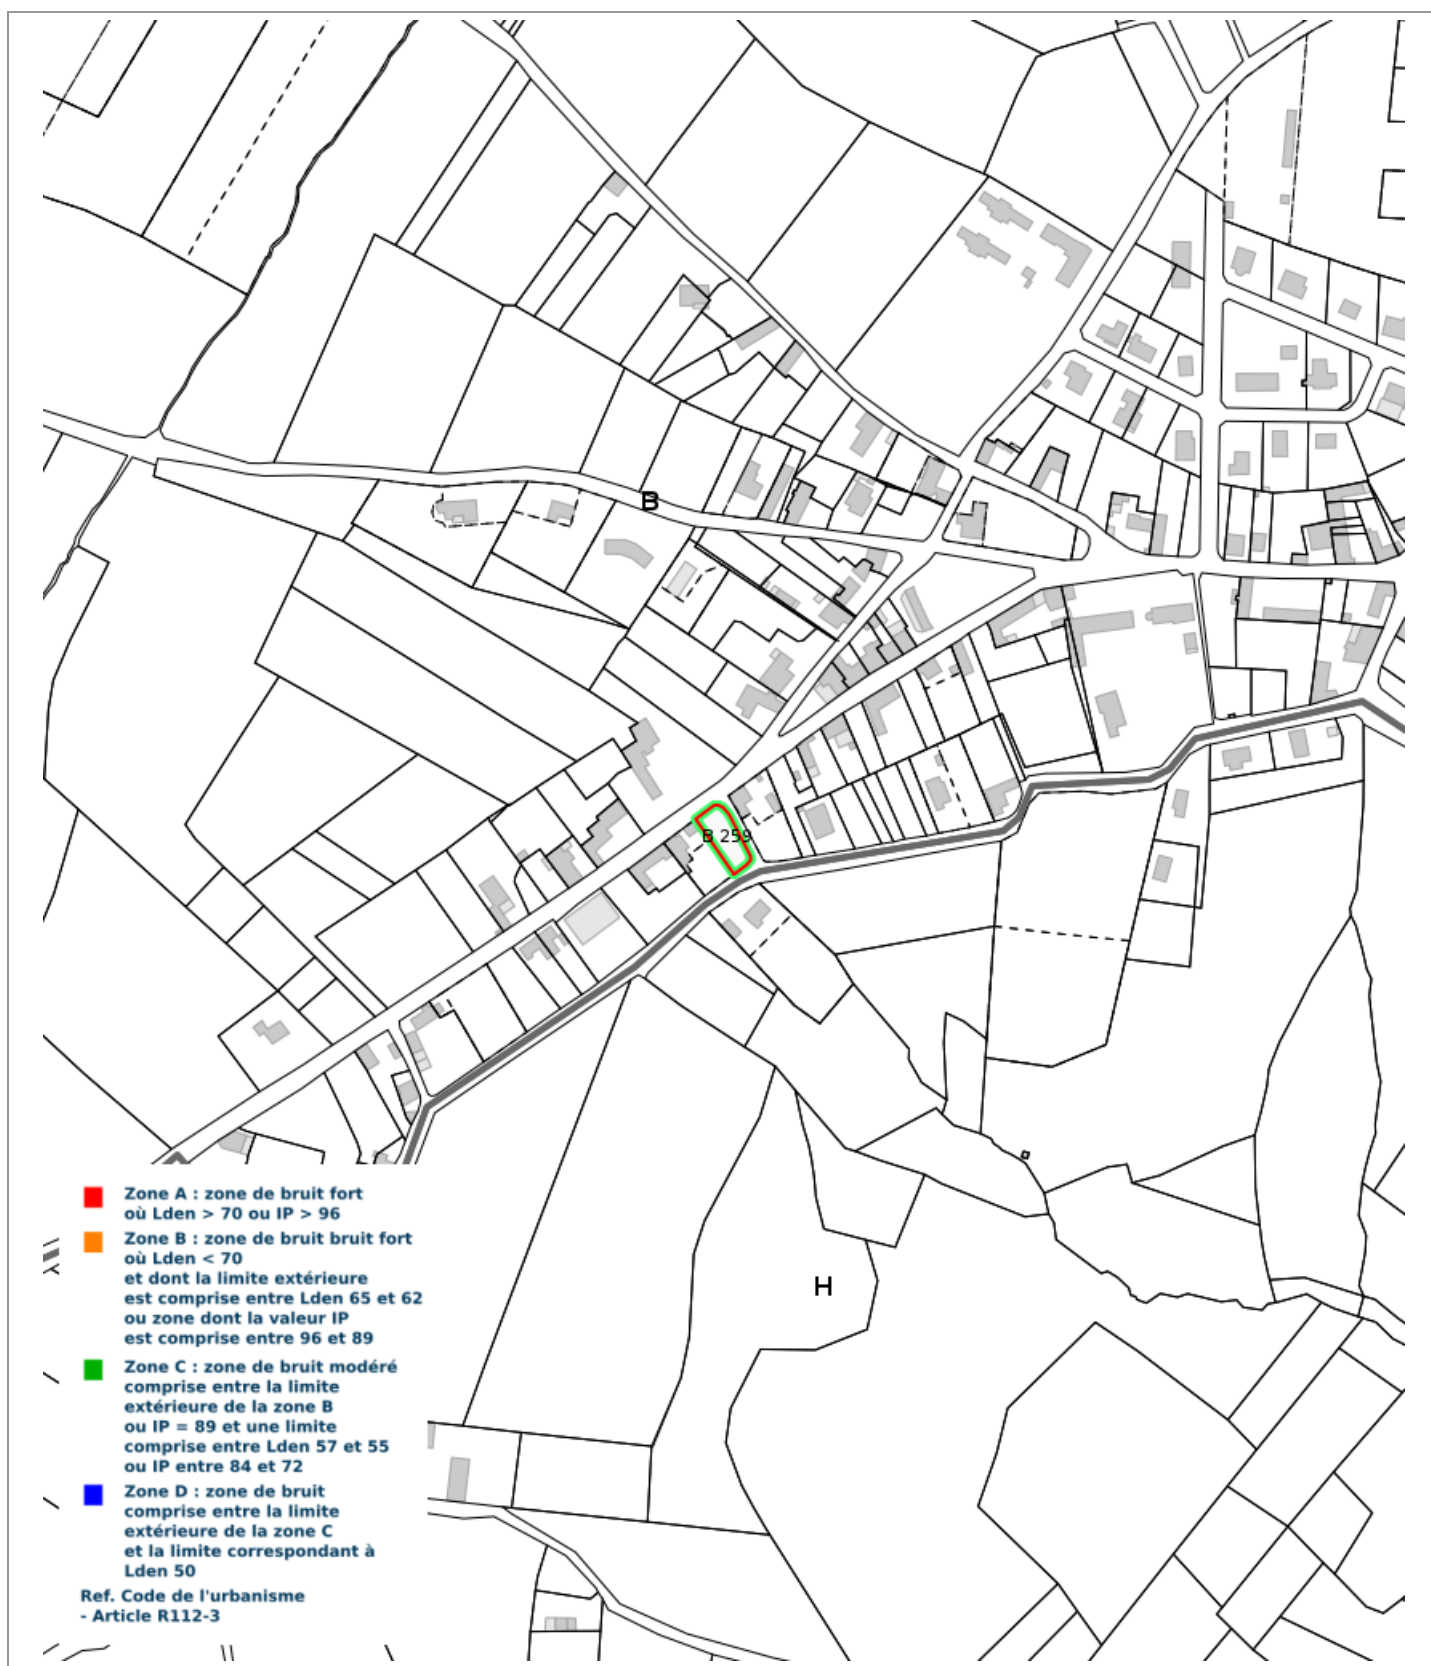 B
B 259
H
Zone A : zone de bruit fort
où Lden > 70 ou IP > 96
Zone B : zone de bruit bruit fort
où Lden < 70
et dont la limite extérieure
est comprise entre Lden 65 et 62
ou zone dont la valeur IP
est comprise entre 96 et 89
Zone C : zone de bruit modéré
comprise entre la limite
extérieure de la zone B
ou IP = 89 et une limite
comprise entre Lden 57 et 55
ou IP entre 84 et 72
Zone D : zone de bruit
comprise entre la limite
extérieure de la zone C
et la limite correspondant à
Lden 50
Ref. Code de l'urbanisme
- Article R112-3